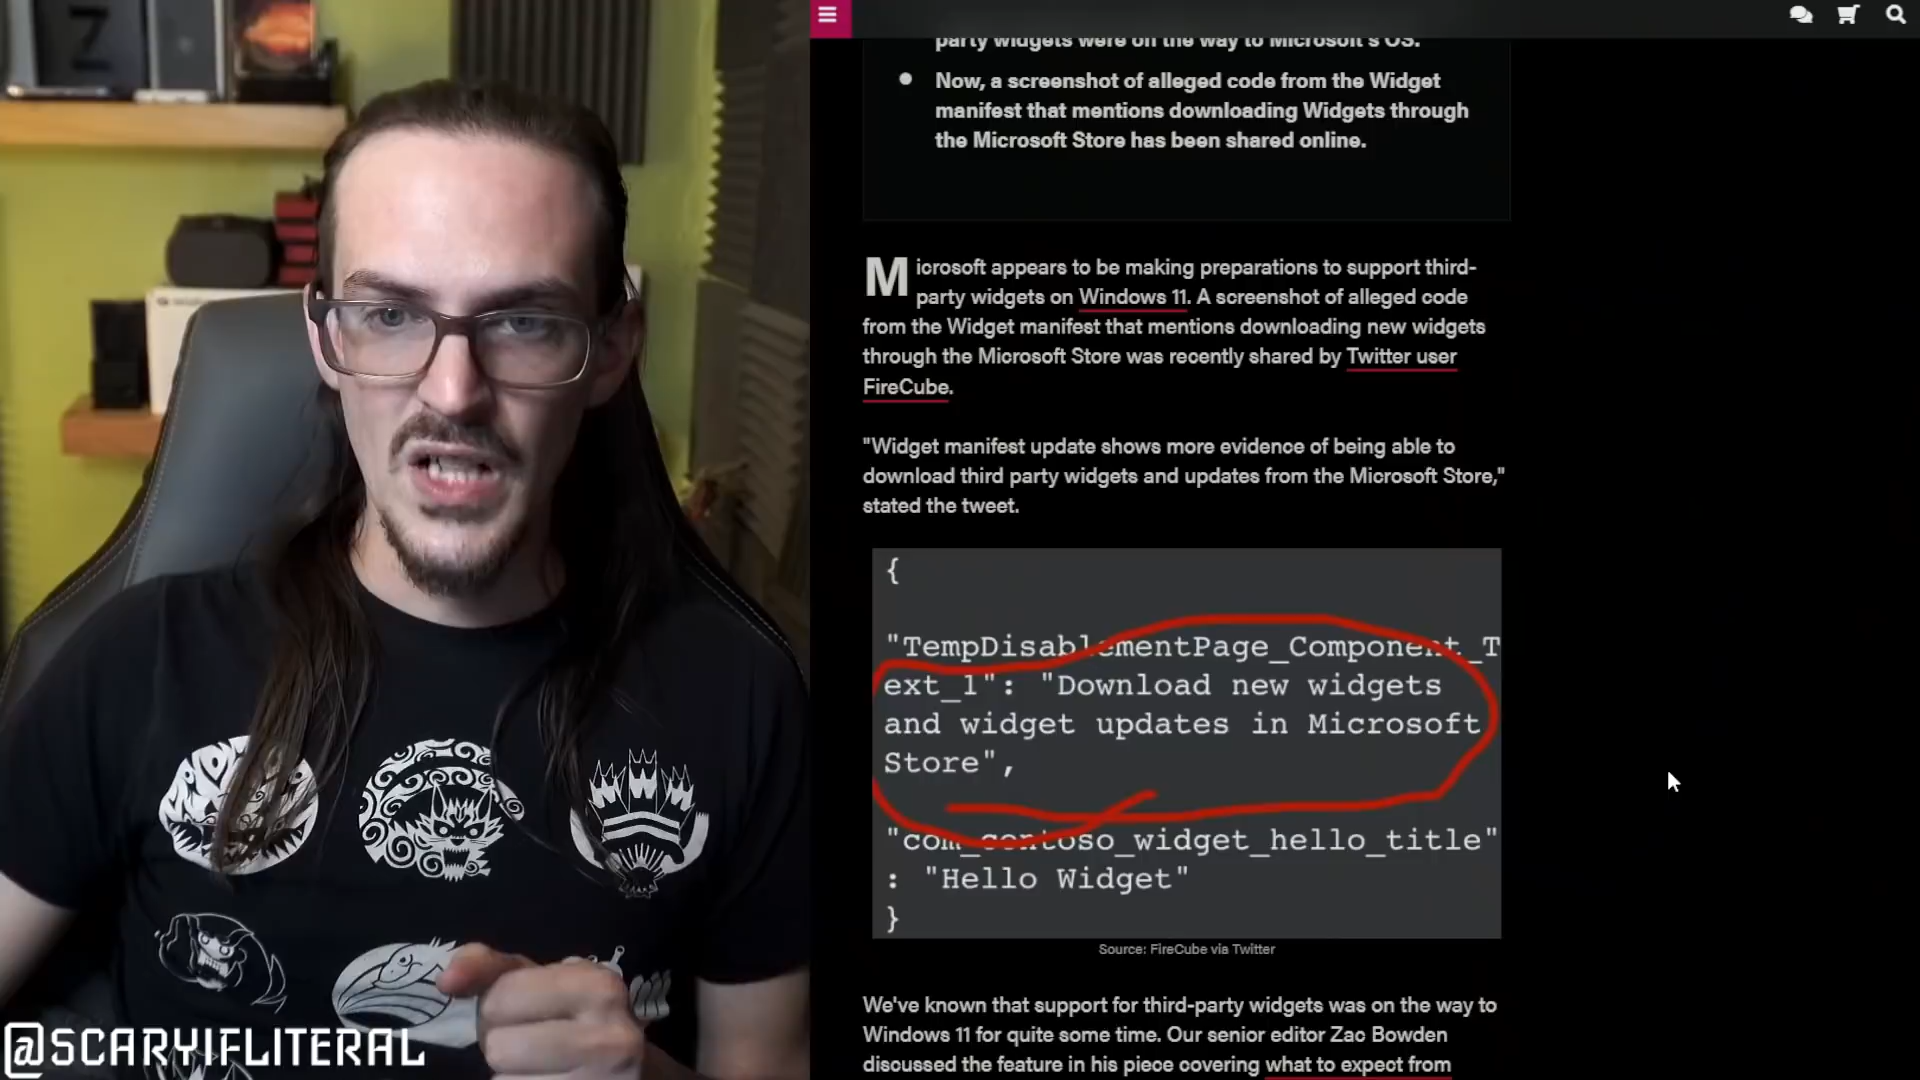 party widgets were on the way to Microsoft's OS.
Now, a screenshot of alleged code from the Widget
manifest that mentions downloading Widgets through
the Microsoft Store has been shared online.
Microsoft appears to be making preparations to support third-
party widgets on Windows 11. A screenshot of alleged code
from the Widget manifest that mentions downloading new widgets
through the Microsoft Store was recently shared by Twitter user
FireCube.
"Widget manifest update shows more evidence of being able to
download third party widgets and updates from the Microsoft Store,"
stated the tweet.
{
"TempDisablementPage_Component_T
ext_1": "Download new widgets
and widget updates in Microsoft
Store",
"com_contoso_widget_hello_title"
: "Hello Widget"
}
Source: FireCube via Twitter
We've known that support for third-party widgets was on the way to
Windows 11 for quite some time. Our senior editor Zac Bowden
discussed the feature in his piece covering what to expect from
@SCARYIFLITERAL